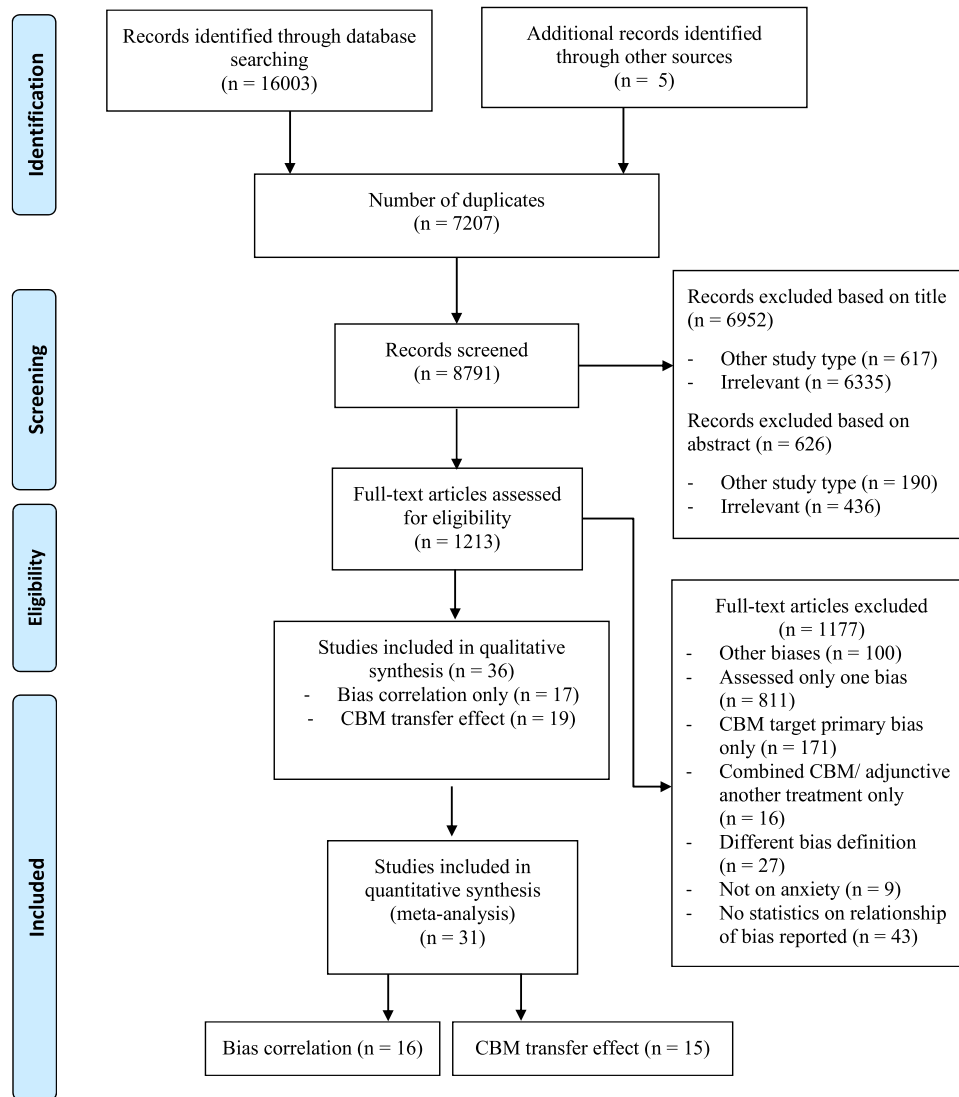 Identification
Records identified through database
searching
(n = 16003)
Additional records identified
through other sources
(n = 5)
Number of duplicates
(n = 7207)
Screening
Records screened
(n = 8791)
Records excluded based on title
(n = 6952)
- Other study type (n = 617)
- Irrelevant (n = 6335)
Records excluded based on
abstract (n = 626)
- Other study type (n = 190)
- Irrelevant (n = 436)
Eligibility
Full-text articles assessed
for eligibility
(n = 1213)
Full-text articles excluded
(n = 1177)
- Other biases (n = 100)
- Assessed only one bias
(n = 811)
- CBM target primary bias
only (n = 171)
- Combined CBM/ adjunctive
another treatment only
(n = 16)
- Different bias definition
(n = 27)
- Not on anxiety (n = 9)
- No statistics on relationship
of bias reported (n = 43)
Studies included in qualitative
synthesis (n = 36)
- Bias correlation only (n = 17)
- CBM transfer effect (n = 19)
Included
Studies included in
quantitative synthesis
(meta-analysis)
(n = 31)
Bias correlation (n = 16)
CBM transfer effect (n = 15)